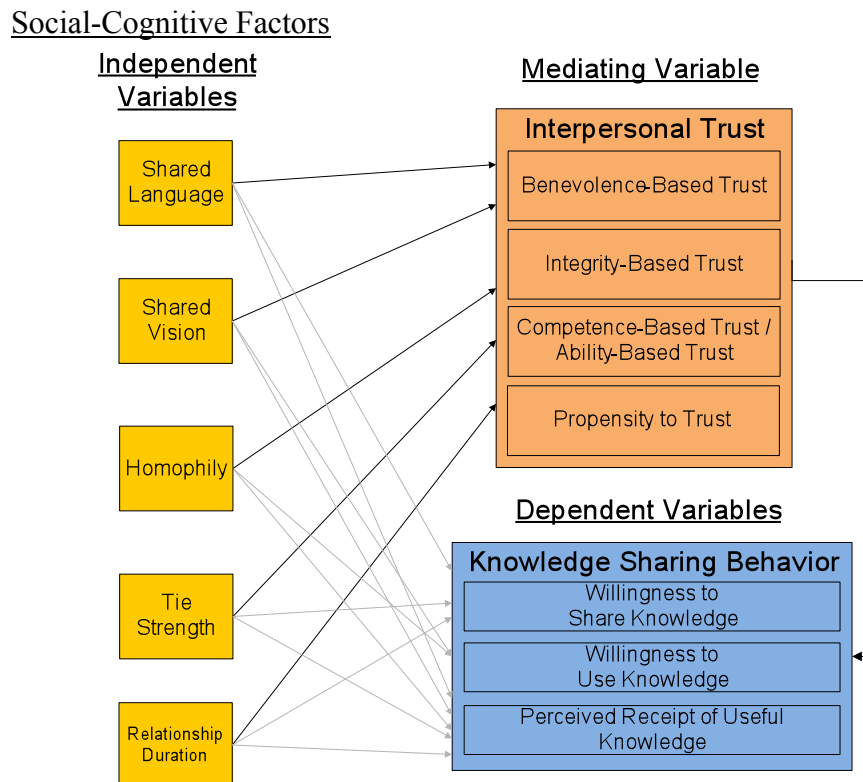 Social-Cognitive Factors
Independent
Variables
Shared
Language
Shared
Vision
Homophily
Tie
Strength
Relationship
Duration
Mediating Variable
Interpersonal Trust
Benevolence-Based Trust
Integrity-Based Trust
Competence-Based Trust /
Ability-Based Trust
Propensity to Trust
Dependent Variables
Knowledge Sharing Behavior
Willingness to
Share Knowledge
Willingness to
Use Knowledge
Perceived Receipt of Useful
Knowledge